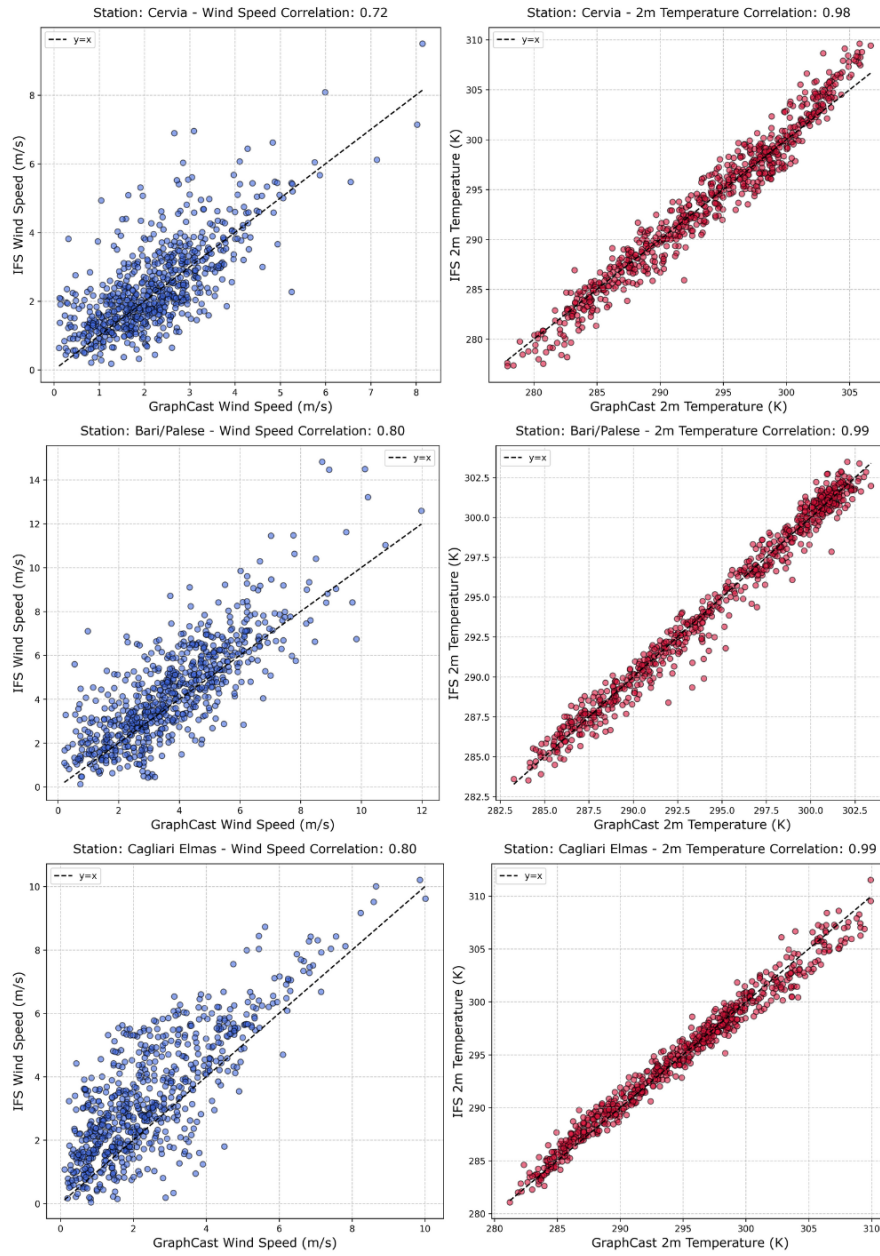 Station: Cervia - Wind Speed Correlation: 0.72
y=x
8
6
4
2
0
IFS Wind Speed (m/s)
0 1 2 3 4 5 6 7 8
GraphCast Wind Speed (m/s)
Station: Cervia - 2m Temperature Correlation: 0.98
y=x
310
305
300
295
290
285
280
IFS 2m Temperature (K)
280 285 290 295 300 305
GraphCast 2m Temperature (K)
Station: Bari/Palese - Wind Speed Correlation: 0.80
y=x
14
12
10
8
6
4
2
0
IFS Wind Speed (m/s)
0 2 4 6 8 10 12
GraphCast Wind Speed (m/s)
Station: Bari/Palese - 2m Temperature Correlation: 0.99
y=x
302.5
300.0
297.5
295.0
292.5
290.0
287.5
285.0
282.5
IFS 2m Temperature (K)
282.5 285.0 287.5 290.0 292.5 295.0 297.5 300.0 302.5
GraphCast 2m Temperature (K)
Station: Cagliari Elmas - Wind Speed Correlation: 0.80
y=x
10
8
6
4
2
0
IFS Wind Speed (m/s)
0 2 4 6 8 10
GraphCast Wind Speed (m/s)
Station: Cagliari Elmas - 2m Temperature Correlation: 0.99
y=x
310
305
300
295
290
285
280
IFS 2m Temperature (K)
280 285 290 295 300 305 310
GraphCast 2m Temperature (K)